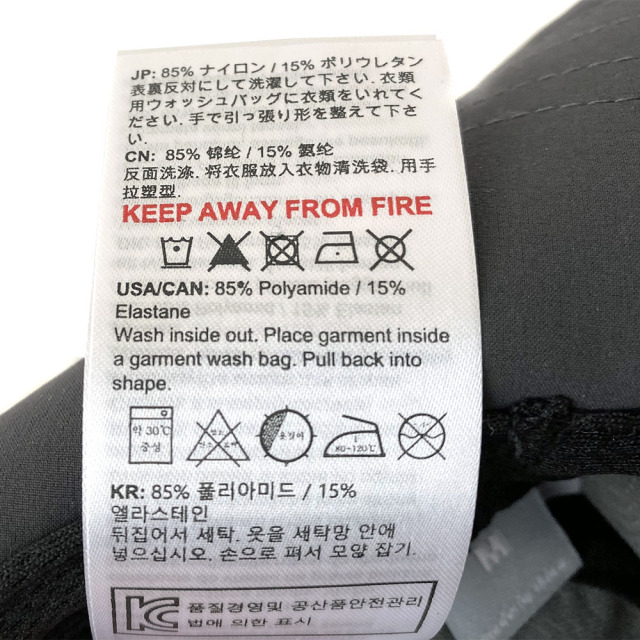 JP: 85% ナイロン / 15% ポリウレタン
表裏反対にして洗濯して下さい. 衣類
用ウォッシュバッグに衣類をいれてく
ださい. 手で引っ張り形を整えて下さ
い.
CN: 85% 锦纶 / 15% 氨纶
反面洗涤. 将衣服放入衣物清洗袋. 用手
拉塑型.
KEEP AWAY FROM FIRE
USA/CAN: 85% Polyamide / 15%
Elastane
Wash inside out. Place garment inside
a garment wash bag. Pull back into
shape.
약 30℃
중성
옷걸이
1
80~120℃
KR: 85% 폴리아미드 / 15%
엘라스테인
뒤집어서 세탁. 옷을 세탁망 안에
넣으십시오. 손으로 펴서 모양 잡기.
KC 품질경영및 공산품안전관리
법에 의한 표시
M